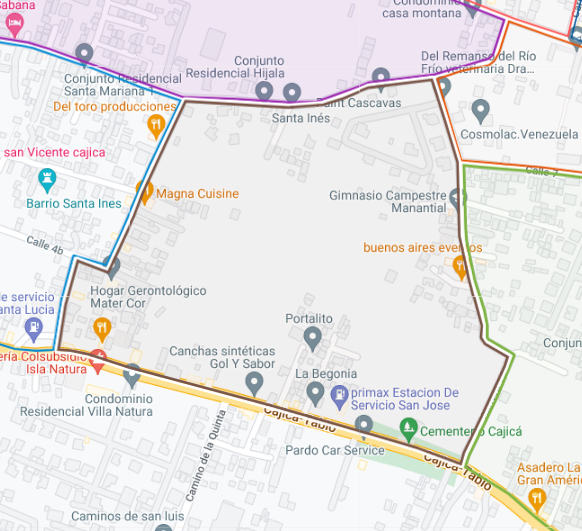 Sabana
Condominio
casa montana
Conjunto
Residencial Hijala
Del Remanso del Río
Frío veterinaria Dra...
Conjunto Residencial
Santa Mariana 1
Del toro producciones
Saint Cascavas
Santa Inés
Cosmolac.Venezuela
san Vicente cajica
Calle 7
Magna Cuisine
Gimnasio Campestre
Manantial
Barrio Santa Ines
Calle 4b
buenos aires eventos
Hogar Gerontológico
Mater Cor
de servicio
Santa Lucia
Portalito
Conjun
Canchas sintéticas
Gol Y Sabor
ería Colsubsidio
Isla Natura
La Begonia
primax Estacion De
Servicio San Jose
Condominio
Residencial Villa Natura
Cajicá-Tabio
Cementerio Cajicá
Camino de la Quinta
Pardo Car Service
Cajicá-Tabio
Asadero La
Gran Améri
Caminos de san luis